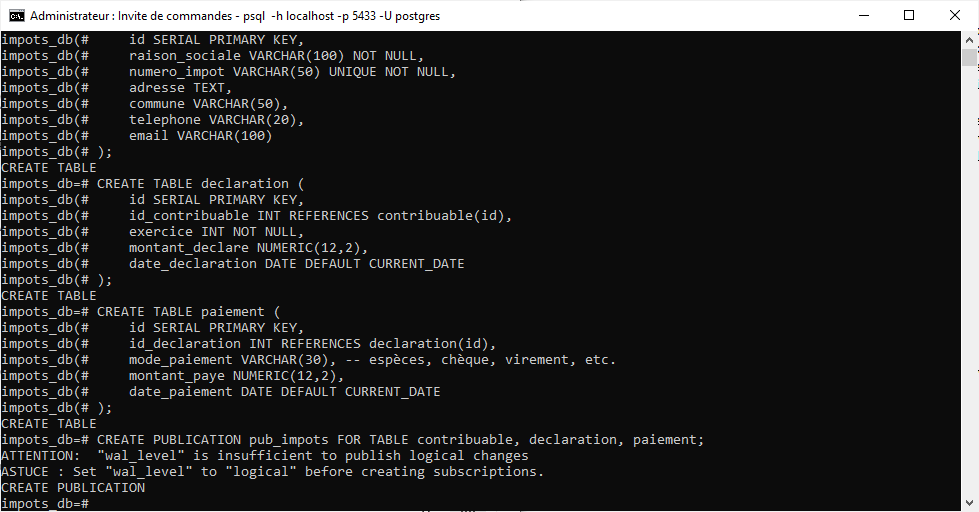 Administrateur : Invite de commandes - psql -h localhost -p 5433 -U postgres
impots_db(#     id SERIAL PRIMARY KEY,
impots_db(#     raison_sociale VARCHAR(100) NOT NULL,
impots_db(#     numero_impot VARCHAR(50) UNIQUE NOT NULL,
impots_db(#     adresse TEXT,
impots_db(#     commune VARCHAR(50),
impots_db(#     telephone VARCHAR(20),
impots_db(#     email VARCHAR(100)
impots_db(# );
CREATE TABLE
impots_db=# CREATE TABLE declaration (
impots_db(#     id SERIAL PRIMARY KEY,
impots_db(#     id_contribuable INT REFERENCES contribuable(id),
impots_db(#     exercice INT NOT NULL,
impots_db(#     montant_declare NUMERIC(12,2),
impots_db(#     date_declaration DATE DEFAULT CURRENT_DATE
impots_db(# );
CREATE TABLE
impots_db=# CREATE TABLE paiement (
impots_db(#     id SERIAL PRIMARY KEY,
impots_db(#     id_declaration INT REFERENCES declaration(id),
impots_db(#     mode_paiement VARCHAR(30), -- espèces, chèque, virement, etc.
impots_db(#     montant_paye NUMERIC(12,2),
impots_db(#     date_paiement DATE DEFAULT CURRENT_DATE
impots_db(# );
CREATE TABLE
impots_db=# CREATE PUBLICATION pub_impots FOR TABLE contribuable, declaration, paiement;
ATTENTION:  "wal_level" is insufficient to publish logical changes
ASTUCE : Set "wal_level" to "logical" before creating subscriptions.
CREATE PUBLICATION
impots_db=#